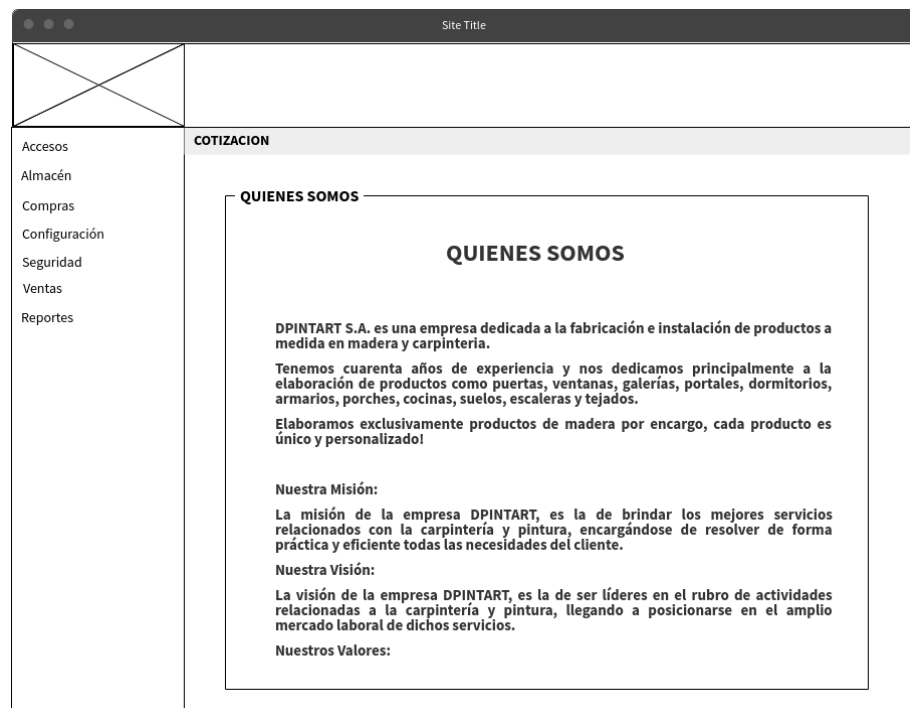 Site Title
COTIZACION
Accesos
Almacén
Compras
Configuración
Seguridad
Ventas
Reportes
QUIENES SOMOS
QUIENES SOMOS
DPINTART S.A. es una empresa dedicada a la fabricación e instalación de productos a
medida en madera y carpinteria.
Tenemos cuarenta años de experiencia y nos dedicamos principalmente a la
elaboración de productos como puertas, ventanas, galerías, portales, dormitorios,
armarios, porches, cocinas, suelos, escaleras y tejados.
Elaboramos exclusivamente productos de madera por encargo, cada producto es
único y personalizado!
Nuestra Misión:
La misión de la empresa DPINTART, es la de brindar los mejores servicios
relacionados con la carpintería y pintura, encargándose de resolver de forma
práctica y eficiente todas las necesidades del cliente.
Nuestra Visión:
La visión de la empresa DPINTART, es la de ser líderes en el rubro de actividades
relacionadas a la carpintería y pintura, llegando a posicionarse en el amplio
mercado laboral de dichos servicios.
Nuestros Valores: